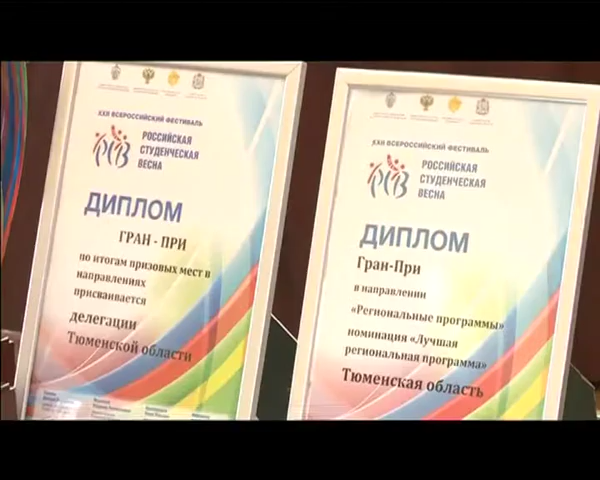 XXII ВСЕРОССИЙСКИЙ ФЕСТИВАЛЬ
РОССИЙСКАЯ
СТУДЕНЧЕСКАЯ
ВЕСНА
ДИПЛОМ
ГРАН - ПРИ
по итогам призовых мест в
направлениях
присваивается
делегации
Тюменской области
XXII ВСЕРОССИЙСКИЙ ФЕСТИВАЛЬ
РОССИЙСКАЯ
СТУДЕНЧЕСКАЯ
ВЕСНА
ДИПЛОМ
Гран-При
в направлении
«Региональные программы»
номинация «Лучшая
региональная программа»
Тюменская область